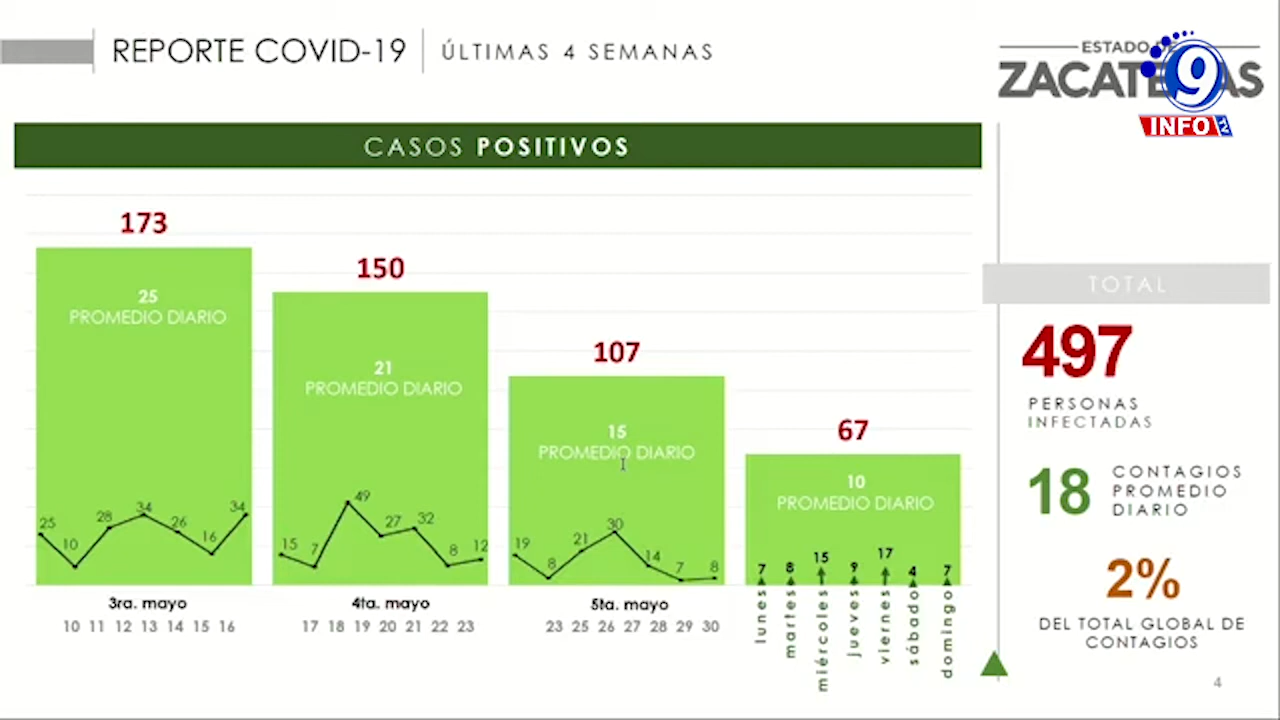 REPORTE COVID-19
ÚLTIMAS 4 SEMANAS
ESTADO DE
9
INFO TV
CASOS POSITIVOS
173
25
PROMEDIO DIARIO
25 10 28 34 26 16 34
3ra. mayo
10 11 12 13 14 15 16
150
21
PROMEDIO DIARIO
15 7 49 27 32 8 12
4ta. mayo
17 18 19 20 21 22 23
107
15
PROMEDIO DIARIO
19 8 21 30 14 7 8
5ta. mayo
23 25 26 27 28 29 30
67
10
PROMEDIO DIARIO
7 8 15 9 17 4 7
lunes
martes
miércoles
jueves
viernes
sábado
domingo
TOTAL
497
PERSONAS
INFECTADAS
18
CONTAGIOS
PROMEDIO
DIARIO
2%
DEL TOTAL GLOBAL DE
CONTAGIOS
4